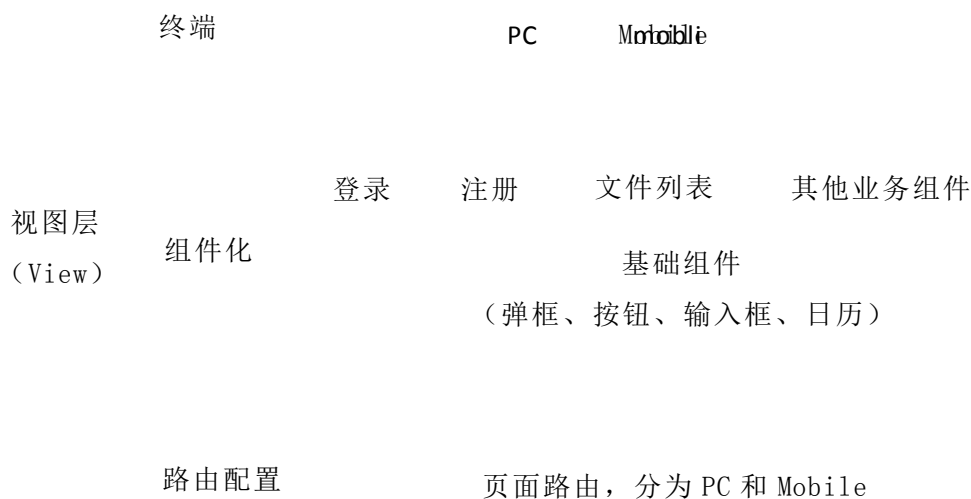 终端 PC
登录 注册 文件列表 其他业务组件
视图层
(View)
组件化
基础组件
（弹框、按钮、输入框、日历）
路由配置 页面路由，分为 PC 和 Mobile